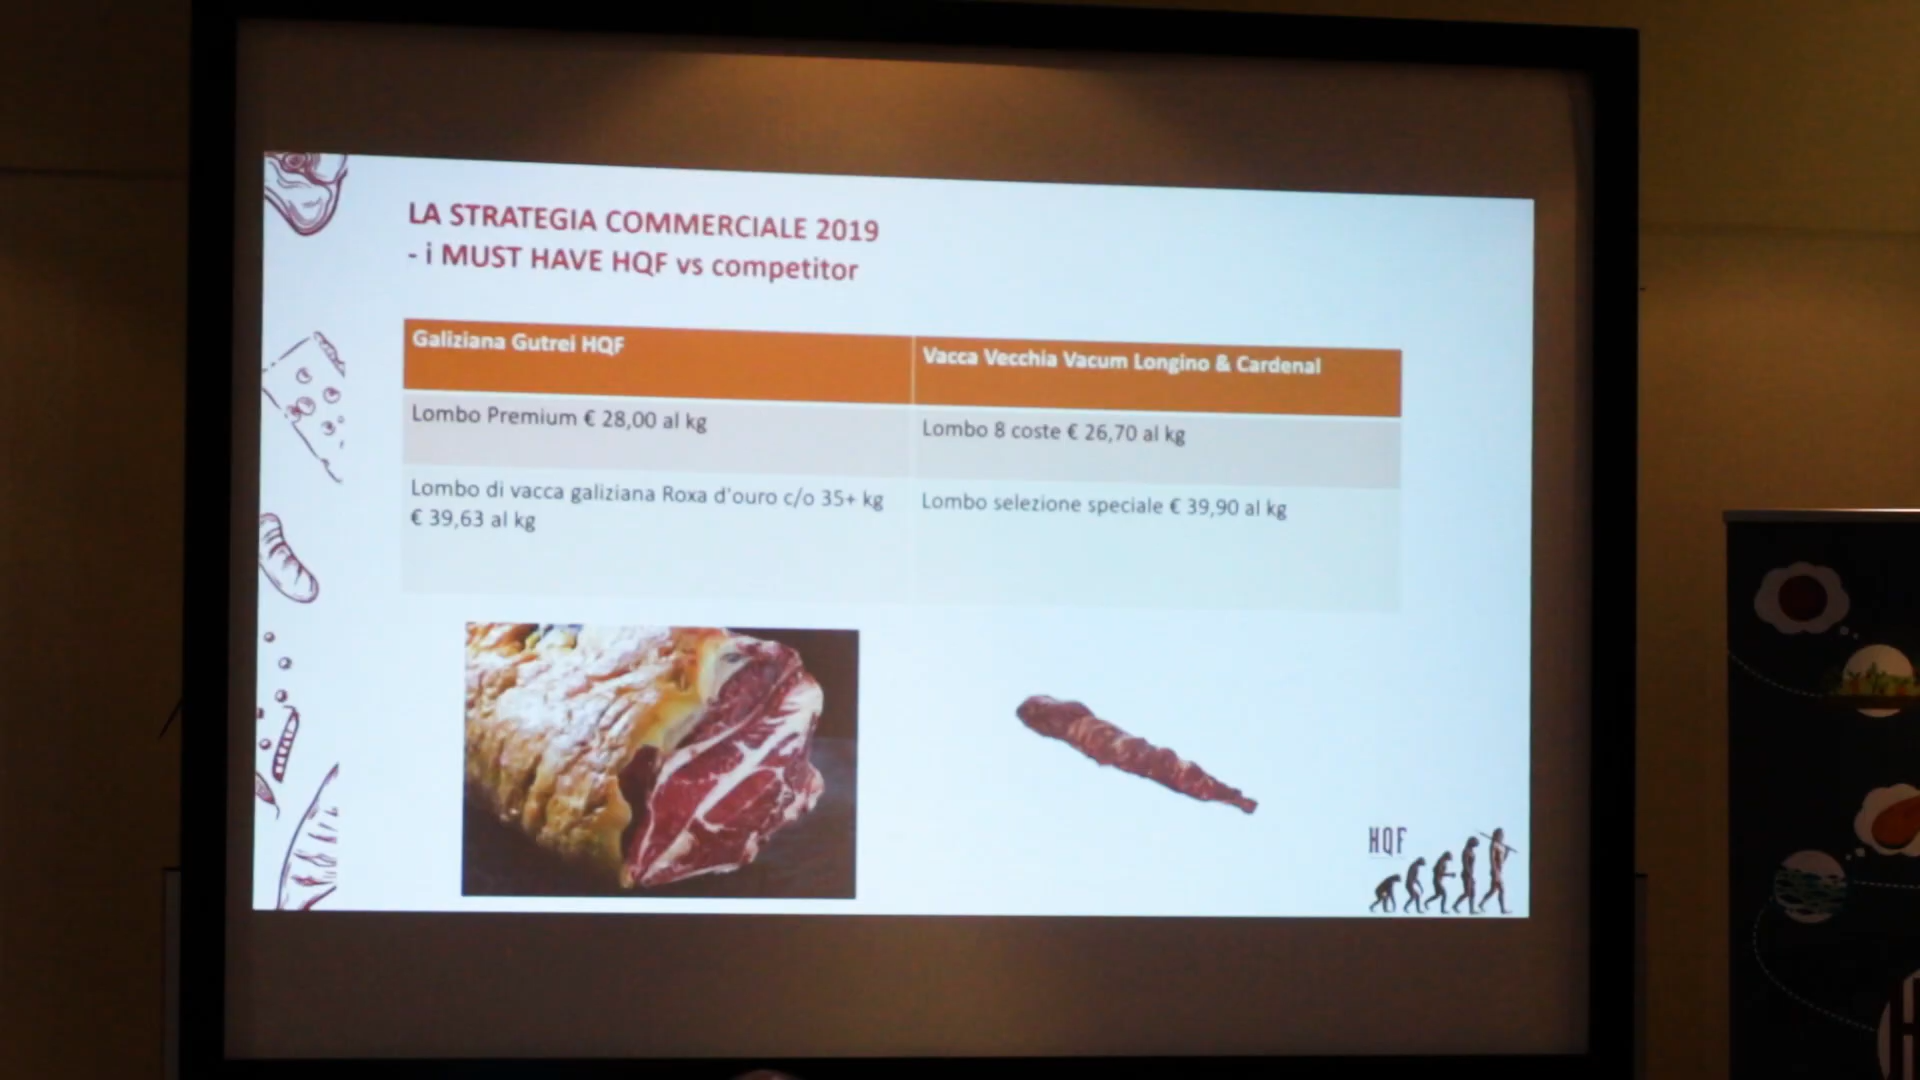 LA STRATEGIA COMMERCIALE 2019
- i MUST HAVE HQF vs competitor
Galiziana Gutrei HQF
Vacca Vecchia Vacum Longino & Cardenal
Lombo Premium € 28,00 al kg
Lombo 8 coste € 26,70 al kg
Lombo di vacca galiziana Roxa d'ouro c/o 35+ kg
€ 39,63 al kg
Lombo selezione speciale € 39,90 al kg
HQF